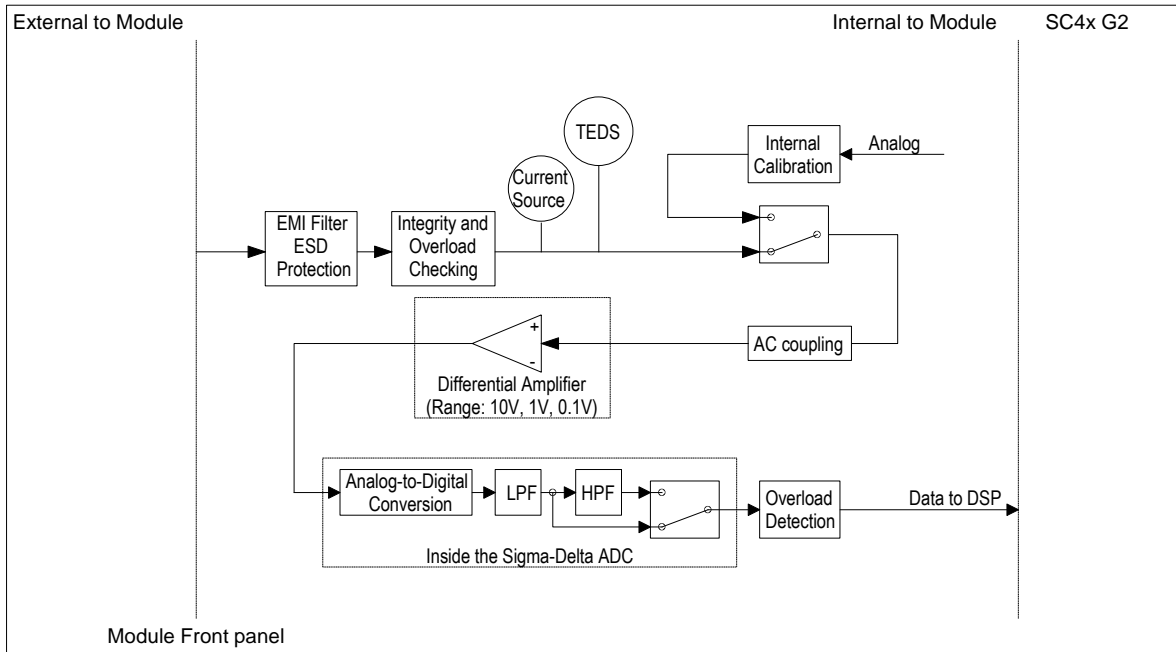 External to Module
Internal to Module
SC4x G2
TEDS
Internal
Calibration
Analog
Current
Source
EMI Filter
ESD
Protection
Integrity and
Overload
Checking
+
-
AC coupling
Differential Amplifier
(Range: 10V, 1V, 0.1V)
Analog-to-Digital
Conversion
LPF
HPF
Overload
Detection
Data to DSP
Inside the Sigma-Delta ADC
Module Front panel